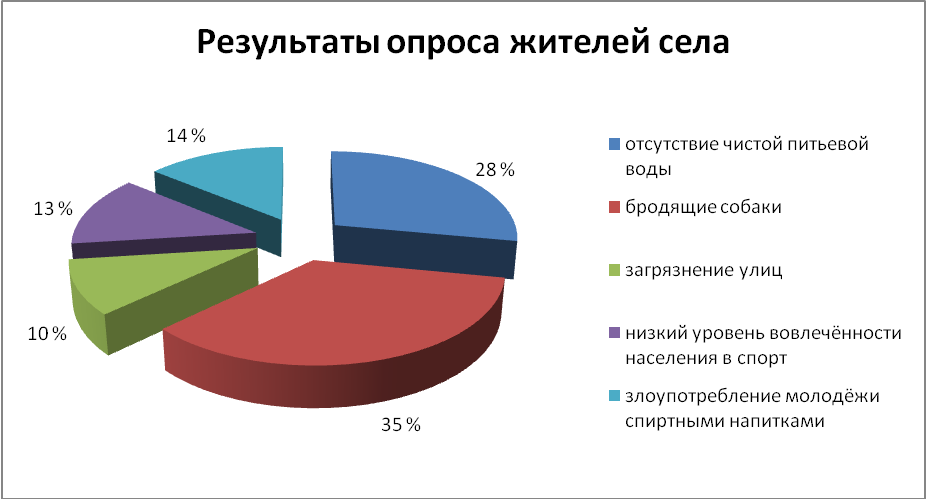 Результаты опроса жителей села
14 %
28 %
13 %
10 %
35 %
отсутствие чистой питьевой
воды
бродящие собаки
загрязнение улиц
низкий уровень вовлечённости
населения в спорт
злоупотребление молодёжи
спиртными напитками